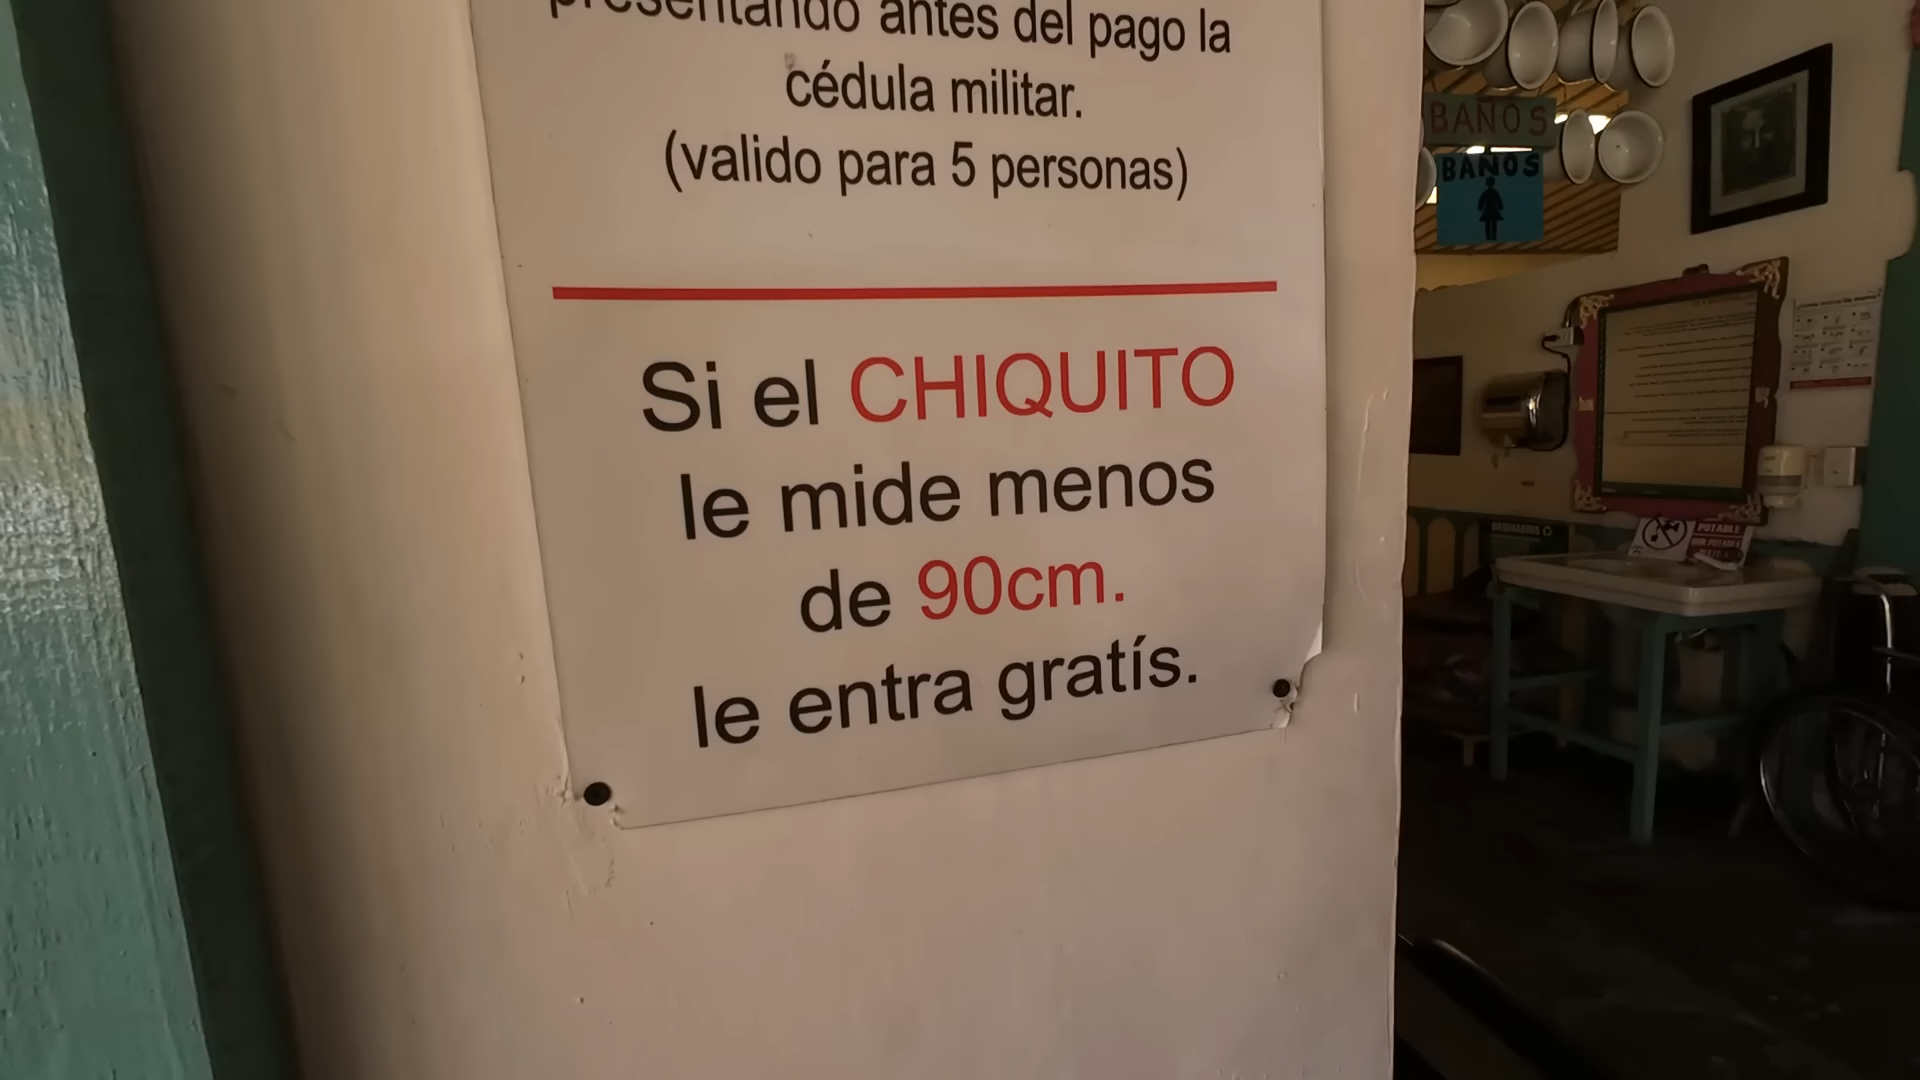 presentando antes del pago la
cédula militar.
(valido para 5 personas)
Si el CHIQUITO
le mide menos
de 90cm.
le entra gratís.
BAÑOS
BAÑOS
POTABLE